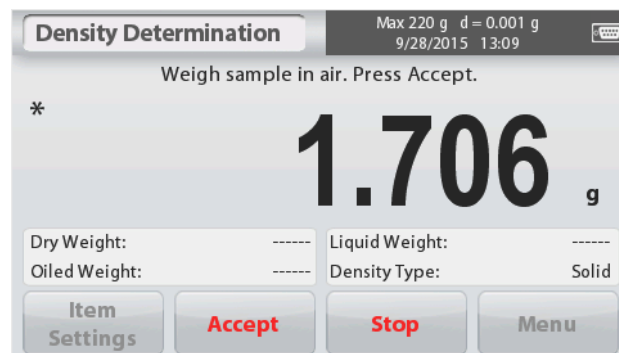 Density Determination
Max 220 g d = 0.001 g
9/28/2015 13:09
Weigh sample in air. Press Accept.
*
1.706 g
Dry Weight: ------ Liquid Weight: ------
Oiled Weight: ------ Density Type: Solid
Item Settings Accept Stop Menu